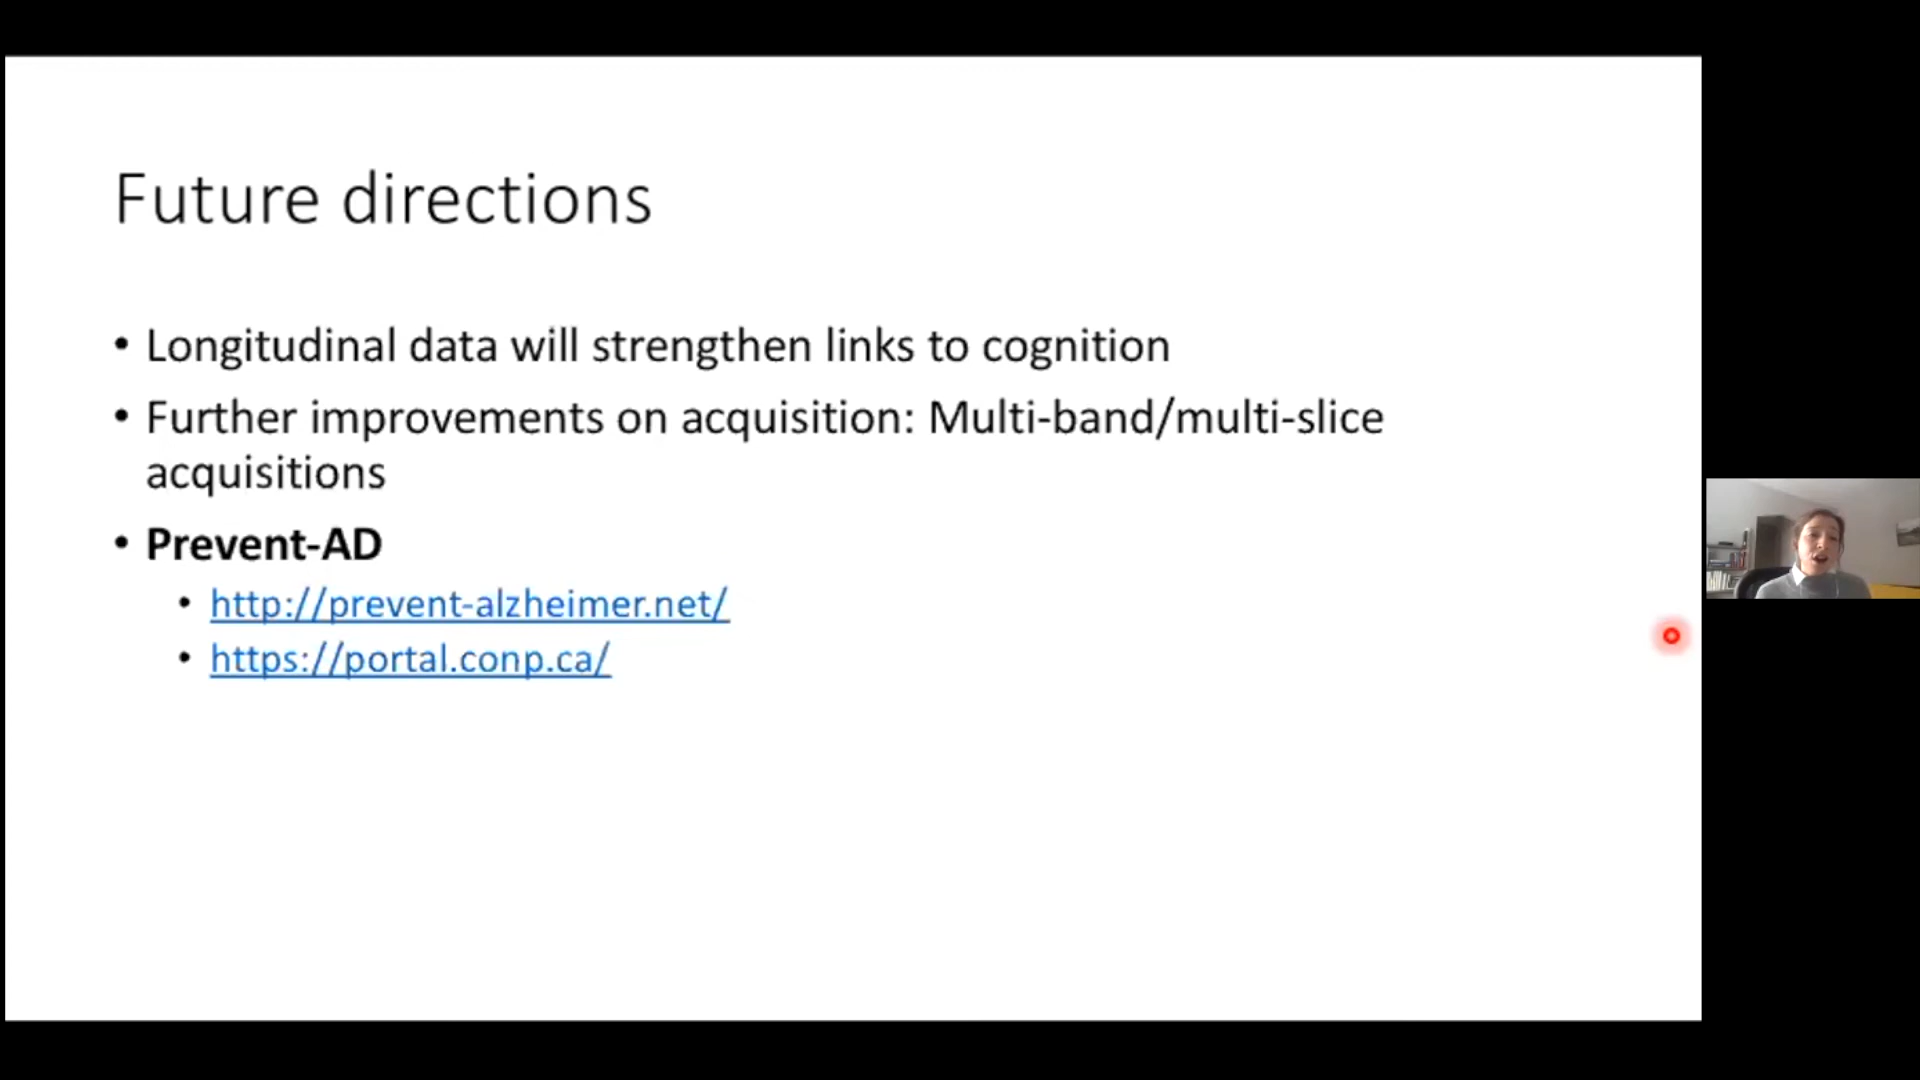 Future directions
• Longitudinal data will strengthen links to cognition
• Further improvements on acquisition: Multi-band/multi-slice
acquisitions
• Prevent-AD
• http://prevent-alzheimer.net/
• https://portal.conp.ca/